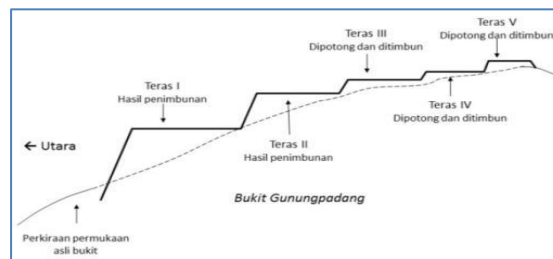 Teras V
Dipotong dan ditimbun
Teras III
Dipotong dan ditimbun
Teras I
Hasil penimbunan
Teras IV
Dipotong dan ditimbun
Teras II
Hasil penimbunan
← Utara
Bukit Gunungpadang
Perkiraan permukaan
asli bukit